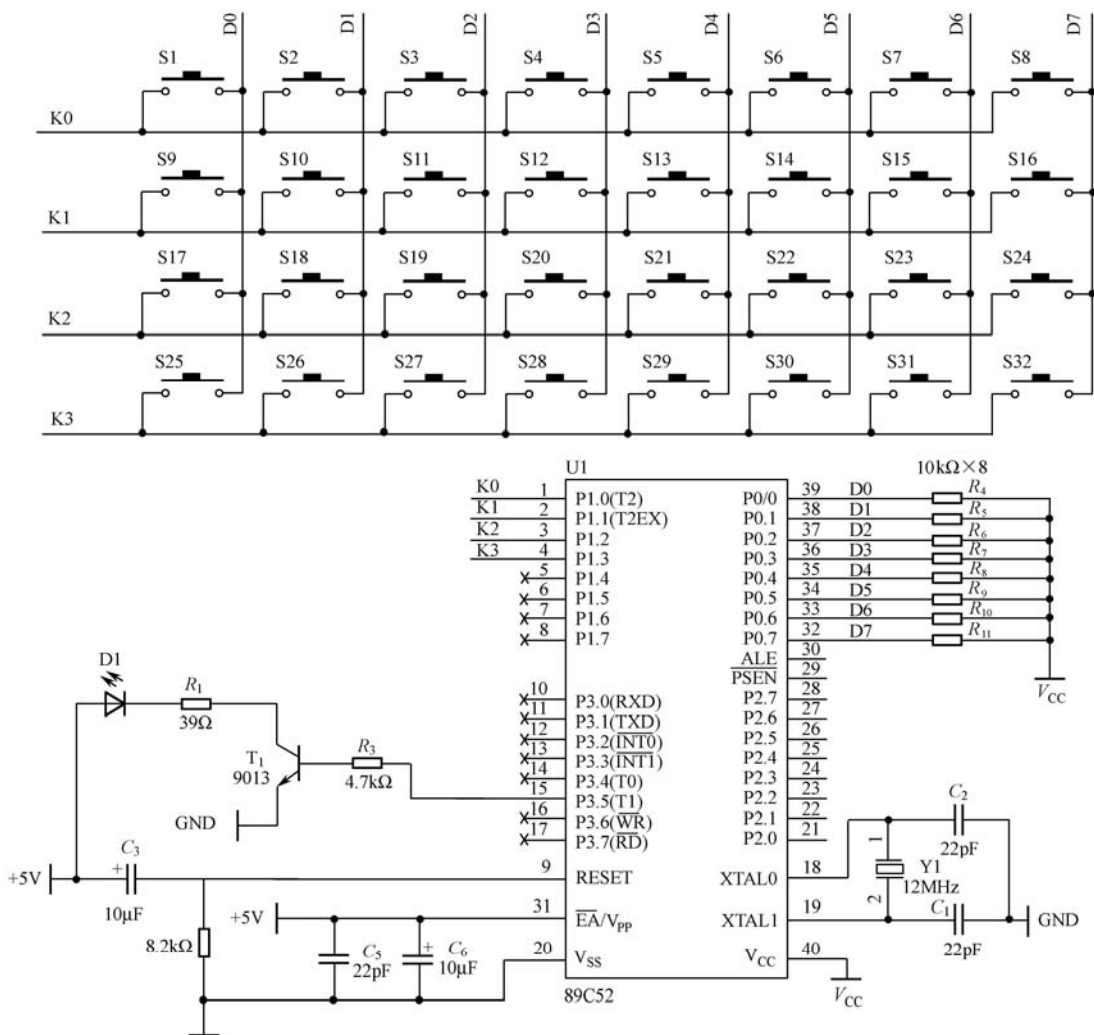 D0 D1 D2 D3 D4 D5 D6 D7
S1 S2 S3 S4 S5 S6 S7 S8
K0
S9 S10 S11 S12 S13 S14 S15 S16
K1
S17 S18 S19 S20 S21 S22 S23 S24
K2
S25 S26 S27 S28 S29 S30 S31 S32
K3
U1 10kΩ×8
K0 1 P1.0(T2) P0/0 39 D0 R4
K1 2 P1.1(T2EX) P0.1 38 D1 R5
K2 3 P1.2 P0.2 37 D2 R6
K3 4 P1.3 P0.3 36 D3 R7
5 P1.4 P0.4 35 D4 R8
6 P1.5 P0.5 34 D5 R9
7 P1.6 P0.6 33 D6 R10
8 P1.7 P0.7 32 D7 R11
ALE 30
PSEN 29
VCC
10 P3.0(RXD) P2.7 28
11 P3.1(TXD) P2.6 27
12 P3.2(INT0) P2.5 26
13 P3.3(INT1) P2.4 25
14 P3.4(T0) P2.3 24
15 P3.5(T1) P2.2 23
16 P3.6(WR) P2.1 22
17 P3.7(RD) P2.0 21
D1 R1
39Ω
T1 R3
9013 4.7kΩ
GND
C3
+5V + 9 RESET XTAL0 18
10μF
1 C2
22pF
Y1
12MHz
2 C1
+5V 31 EA/VPP XTAL1 19 GND
22pF
8.2kΩ C5 + C6 20 VSS VCC 40
22pF 10μF
VCC
89C52